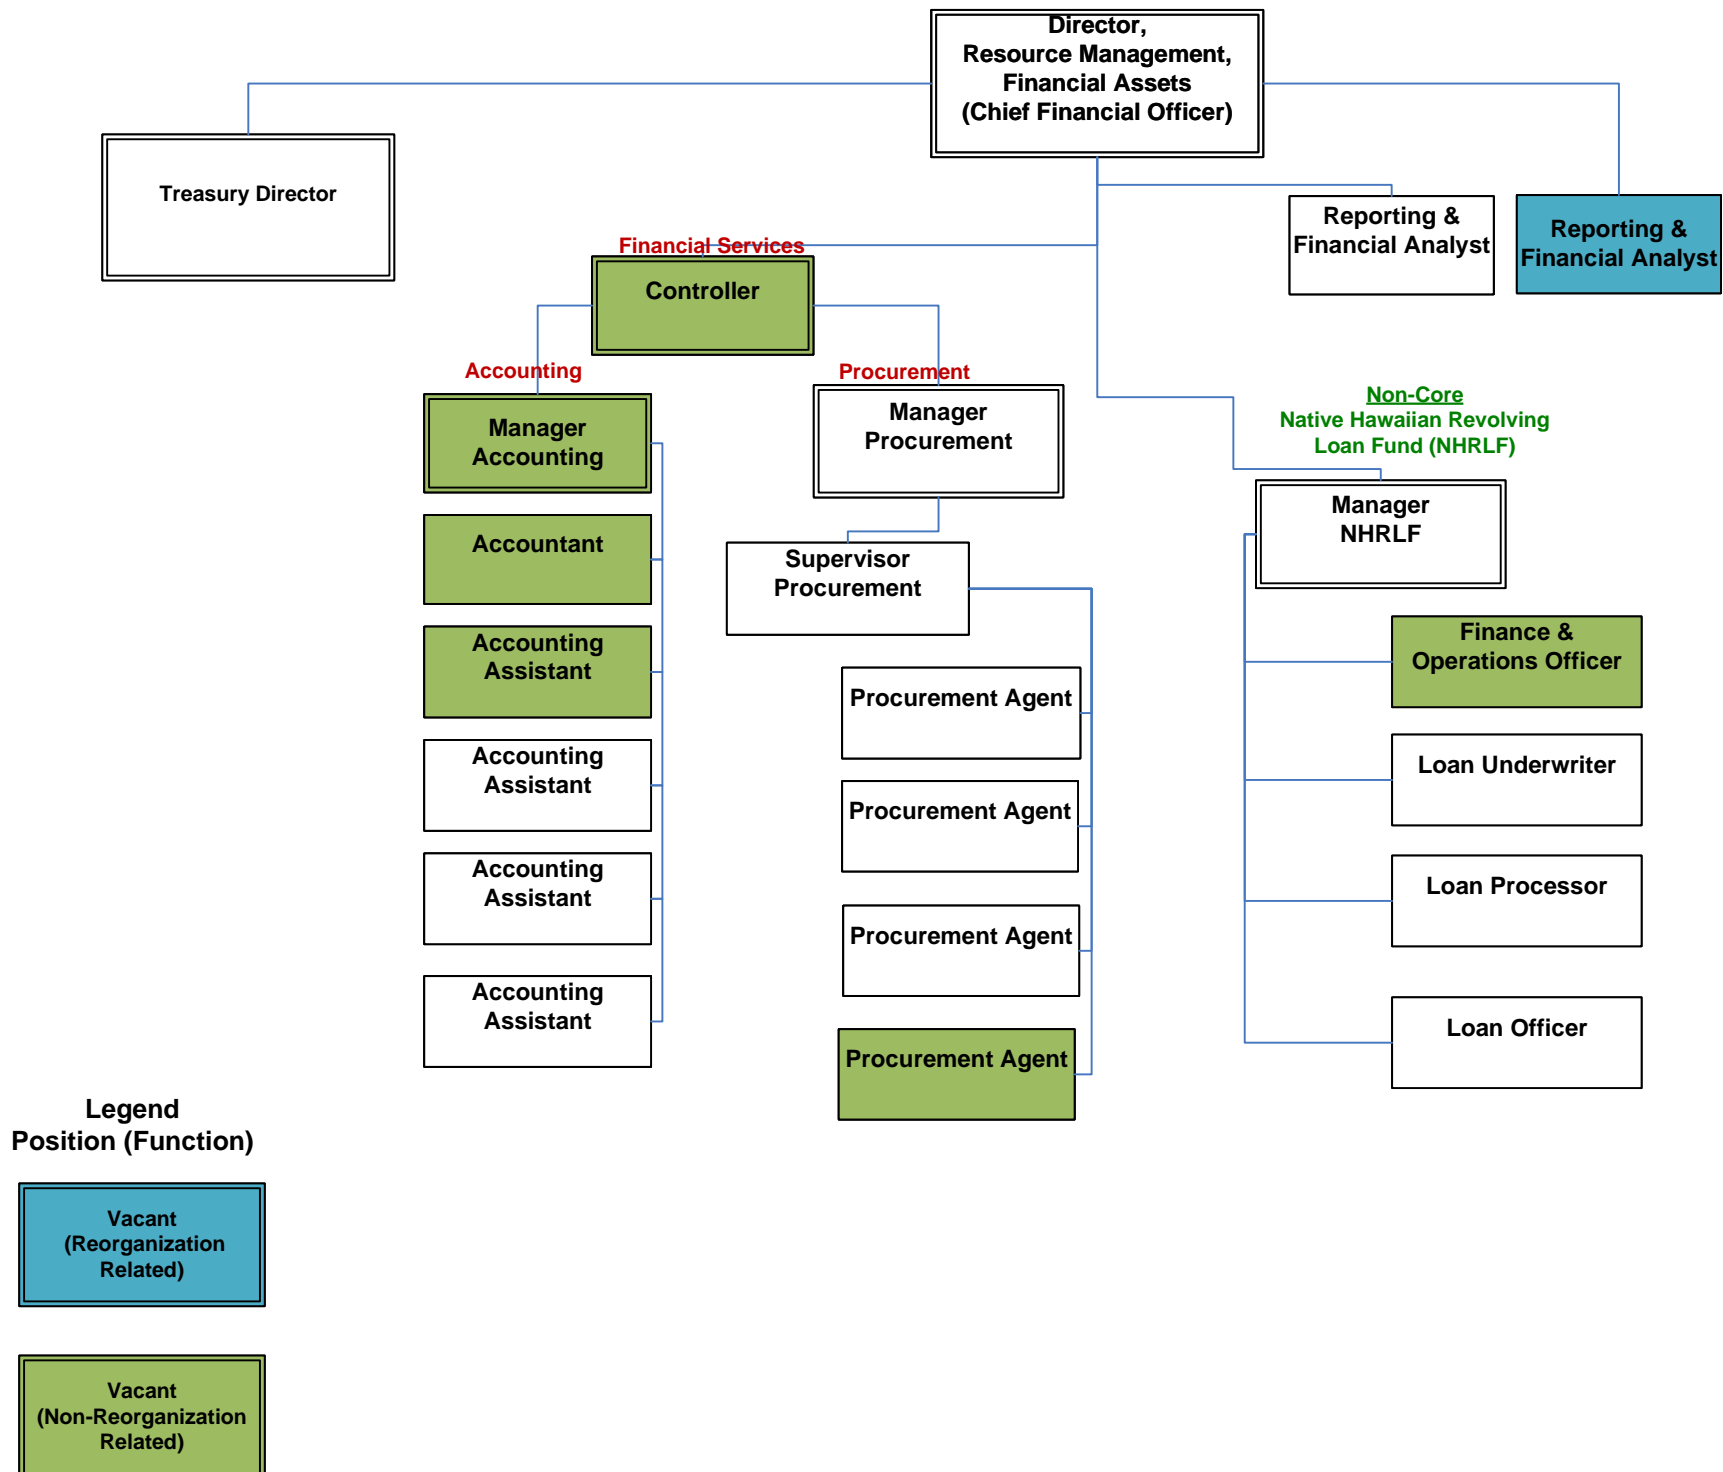 Director,
Resource Management,
Financial Assets
(Chief Financial Officer)
Treasury Director
Reporting &
Financial Analyst
Reporting &
Financial Analyst
Financial Services
Controller
Accounting
Manager
Accounting
Accountant
Accounting
Assistant
Accounting
Assistant
Accounting
Assistant
Accounting
Assistant
Procurement
Manager
Procurement
Supervisor
Procurement
Procurement Agent
Procurement Agent
Procurement Agent
Procurement Agent
Non-Core
Native Hawaiian Revolving
Loan Fund (NHRLF)
Manager
NHRLF
Finance &
Operations Officer
Loan Underwriter
Loan Processor
Loan Officer
Legend
Position (Function)
Vacant
(Reorganization
Related)
Vacant
(Non-Reorganization
Related)